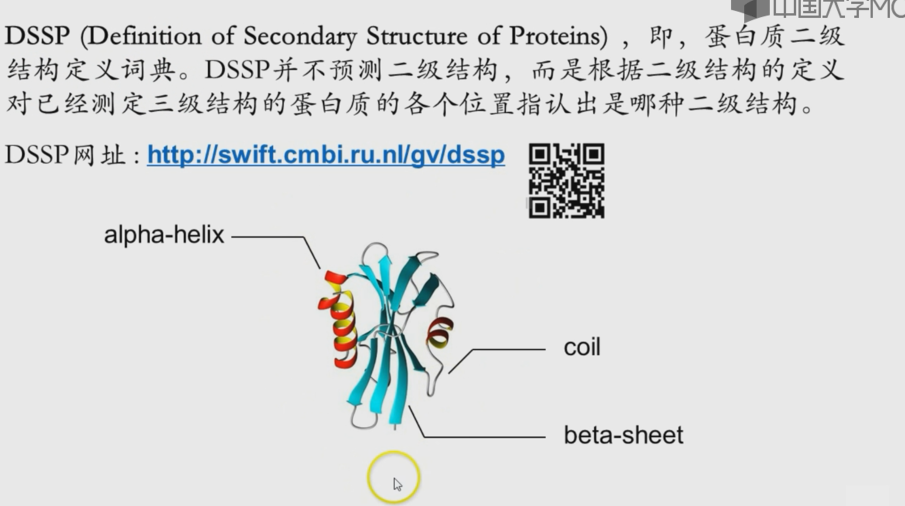 中国大学MO
DSSP (Definition of Secondary Structure of Proteins) ，即，蛋白质二级
结构定义词典。DSSP并不预测二级结构，而是根据二级结构的定义
对已经测定三级结构的蛋白质的各个位置指认出是哪种二级结构。
DSSP网址 : http://swift.cmbi.ru.nl/gv/dssp
alpha-helix
coil
beta-sheet